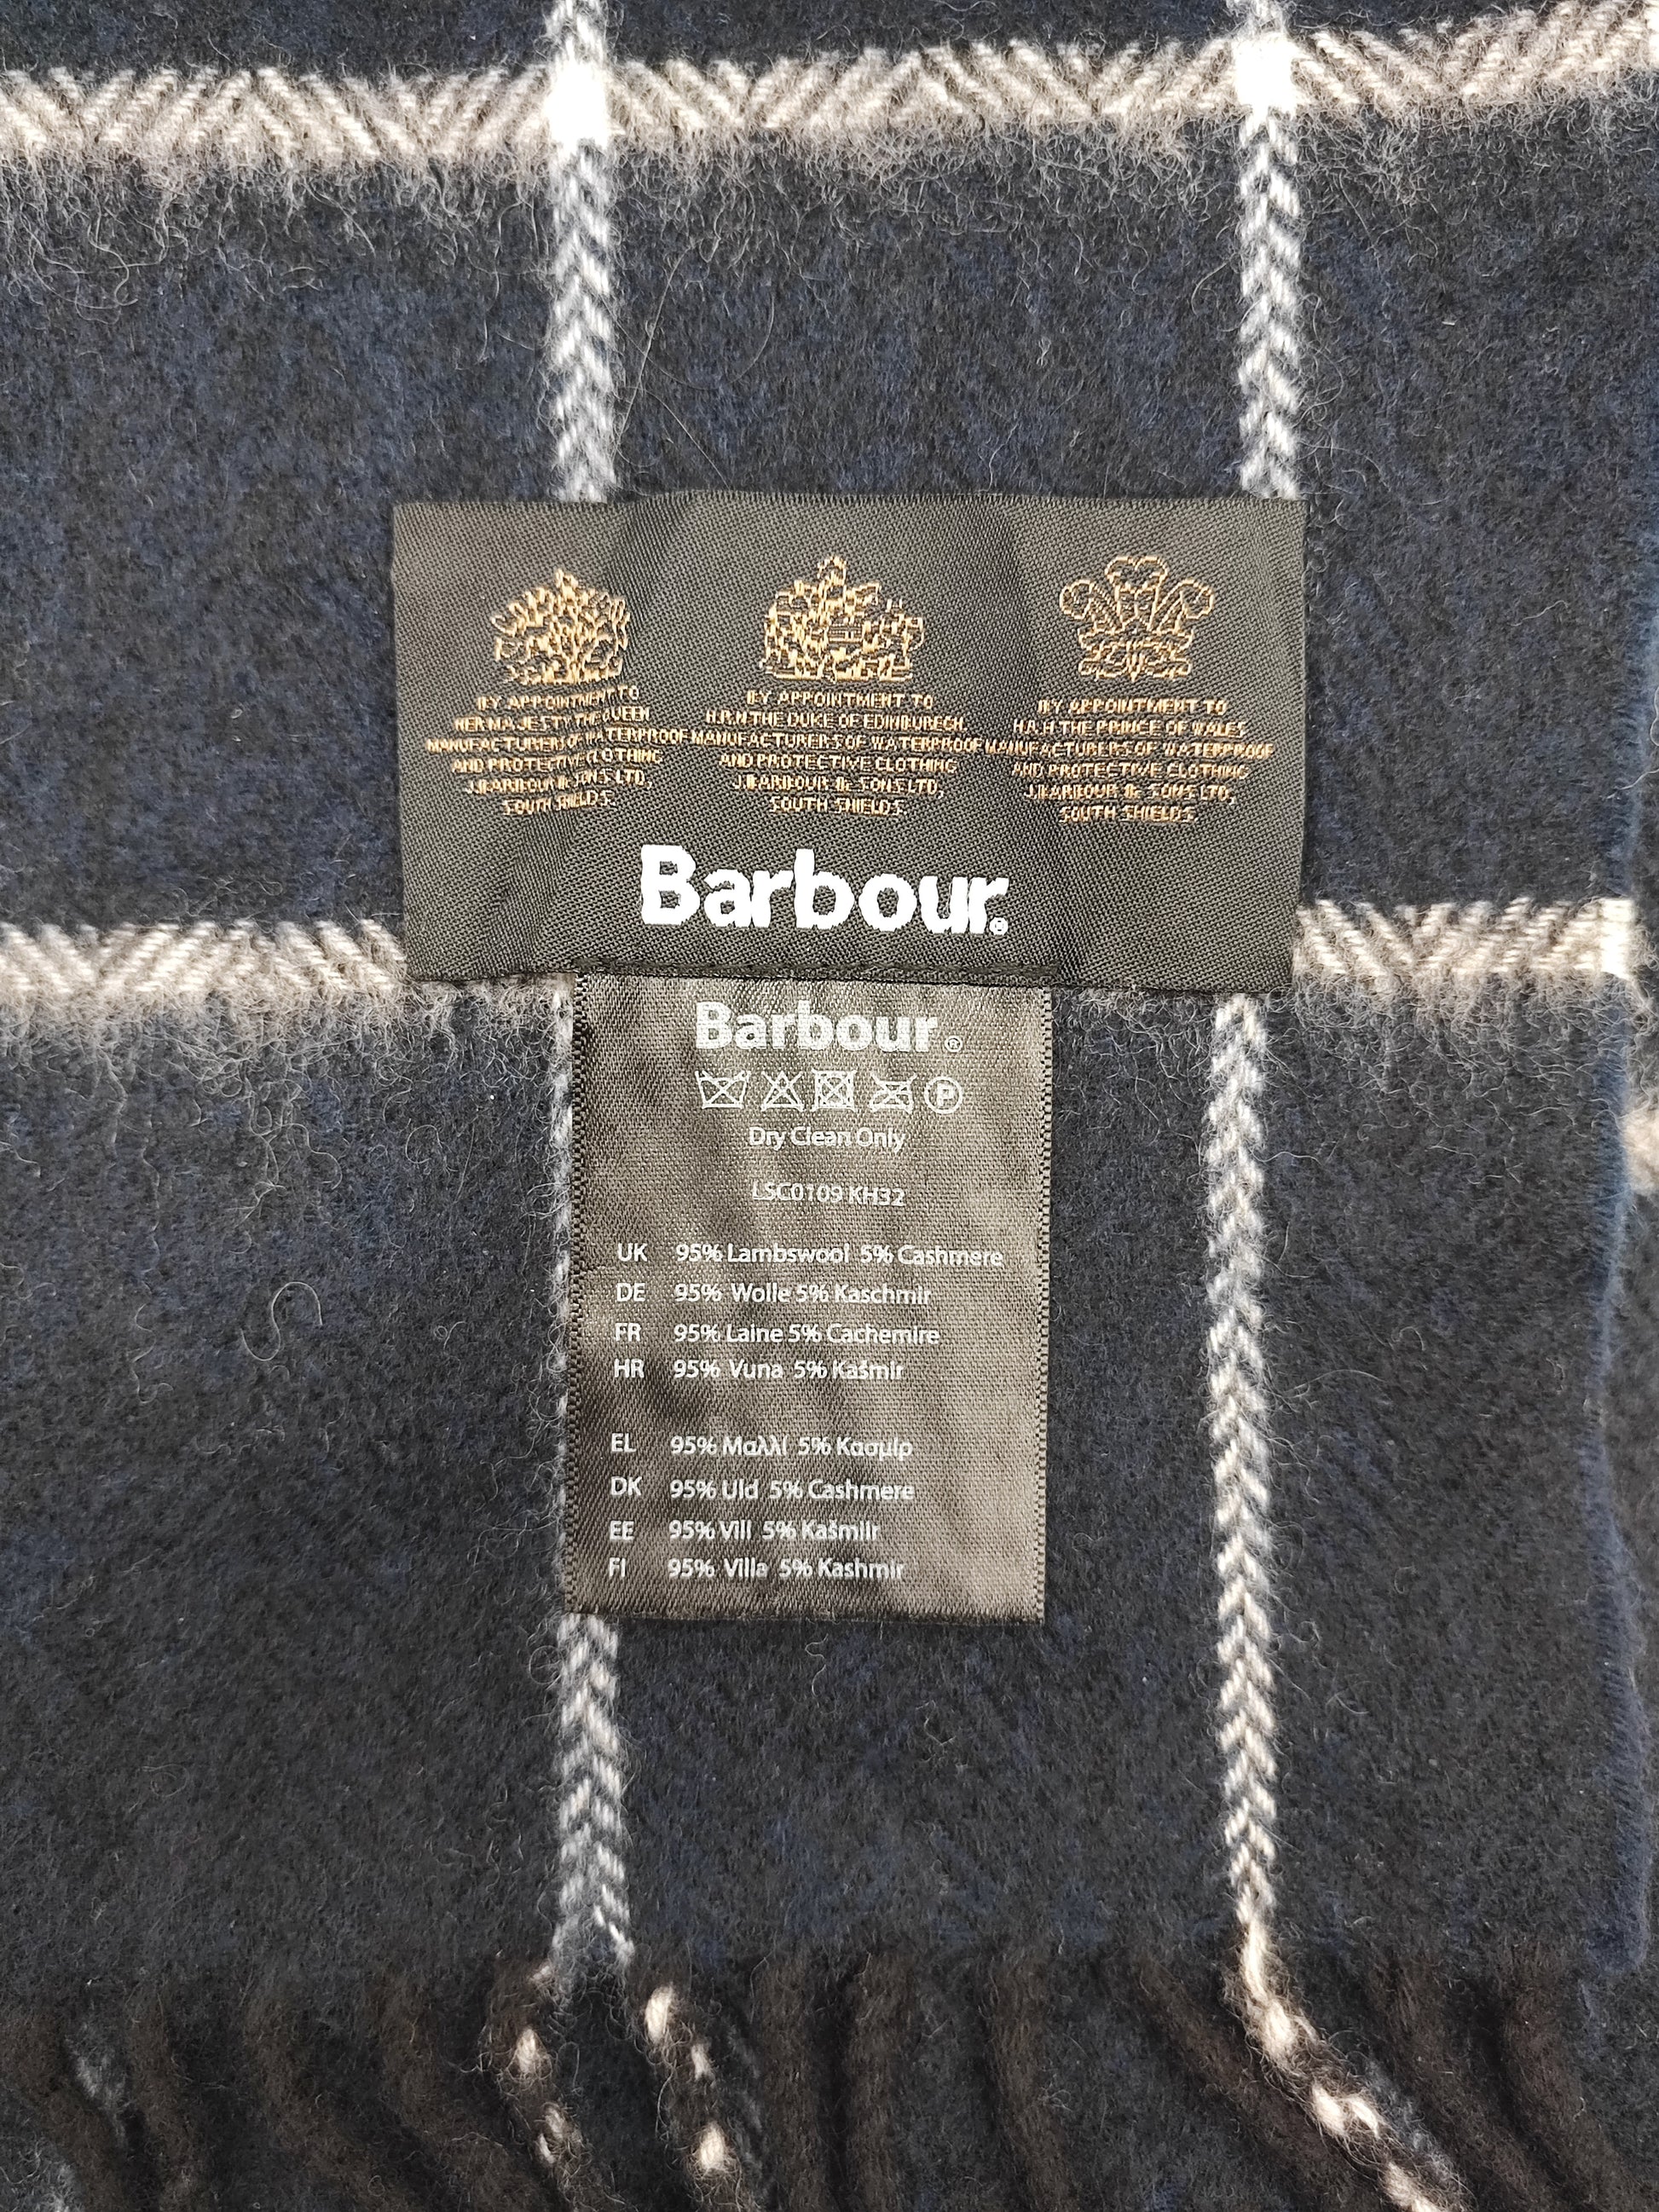 BY APPOINTMENT TO
HER MAJESTY THE QUEEN
MANUFACTURERS OF WATERPROOF
AND PROTECTIVE CLOTHING
J.BARBOUR & SONS LTD,
SOUTH SHIELDS.
BY APPOINTMENT TO
H.R.H THE DUKE OF EDINBURGH.
MANUFACTURERS OF WATERPROOF
AND PROTECTIVE CLOTHING
J.BARBOUR & SONS LTD,
SOUTH SHIELDS.
BY APPOINTMENT TO
H.R.H THE PRINCE OF WALES
MANUFACTURERS OF WATERPROOF
AND PROTECTIVE CLOTHING
J.BARBOUR & SONS LTD,
SOUTH SHIELDS.
Barbour®
Barbour®
P
Dry Clean Only
LSC0109 KH32
UK 95% Lambswool 5% Cashmere
DE 95% Wolle 5% Kaschmir
FR 95% Laine 5% Cachemire
HR 95% Vuna 5% Kašmir
EL 95% Μαλλί 5% Κασμίρ
DK 95% Uld 5% Cashmere
EE 95% Vill 5% Kašmiir
FI 95% Villa 5% Kashmir